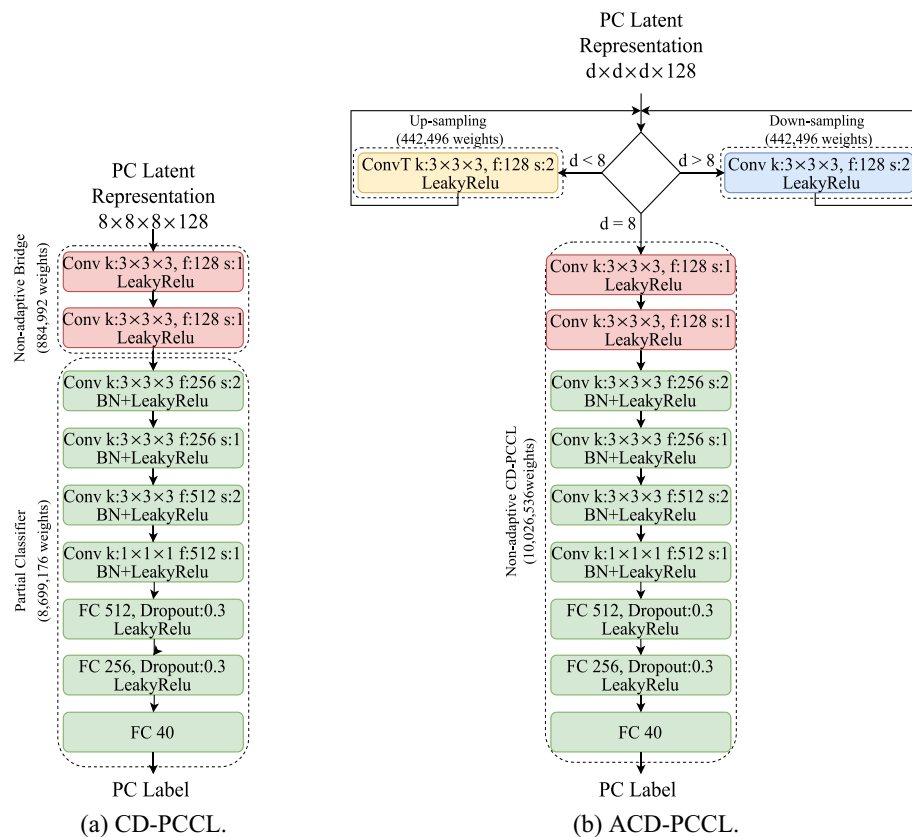 PC Latent
Representation
8×8×8×128
Non-adaptive Bridge
(884,992 weights)
Conv k:3×3×3, f:128 s:1
LeakyRelu
Conv k:3×3×3, f:128 s:1
LeakyRelu
Partial Classifier
(8,699,176 weights)
Conv k:3×3×3 f:256 s:2
BN+LeakyRelu
Conv k:3×3×3 f:256 s:1
BN+LeakyRelu
Conv k:3×3×3 f:512 s:2
BN+LeakyRelu
Conv k:1×1×1 f:512 s:1
BN+LeakyRelu
FC 512, Dropout:0.3
LeakyRelu
FC 256, Dropout:0.3
LeakyRelu
FC 40
PC Label
(a) CD-PCCL.
PC Latent
Representation
d×d×d×128
Up-sampling
(442,496 weights)
ConvT k:3×3×3, f:128 s:2
LeakyRelu
d < 8
d > 8
Down-sampling
(442,496 weights)
Conv k:3×3×3, f:128 s:2
LeakyRelu
d = 8
Non-adaptive CD-PCCL
(10,026,536weights)
Conv k:3×3×3, f:128 s:1
LeakyRelu
Conv k:3×3×3, f:128 s:1
LeakyRelu
Conv k:3×3×3 f:256 s:2
BN+LeakyRelu
Conv k:3×3×3 f:256 s:1
BN+LeakyRelu
Conv k:3×3×3 f:512 s:2
BN+LeakyRelu
Conv k:1×1×1 f:512 s:1
BN+LeakyRelu
FC 512, Dropout:0.3
LeakyRelu
FC 256, Dropout:0.3
LeakyRelu
FC 40
PC Label
(b) ACD-PCCL.